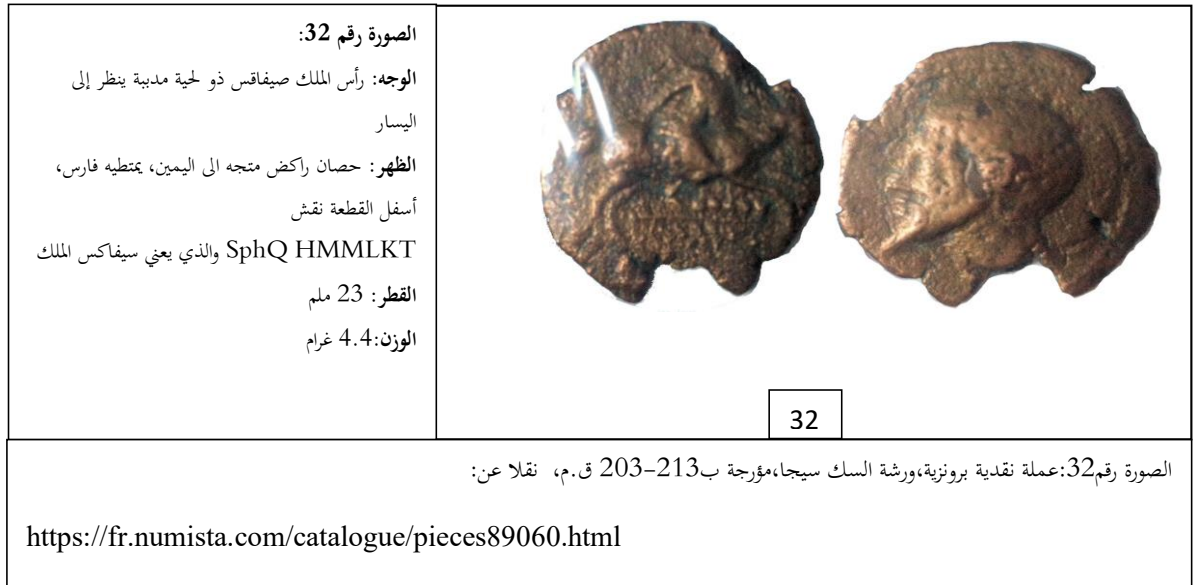 الصورة رقم 32:
الوجه: رأس الملك صيفاقس ذو لحية مدببة ينظر إلى
اليسار
الظهر: حصان راكض متجه الى اليمين، يمتطيه فارس،
أسفل القطعة نقش
SphQ HMMLKT والذي يعني سيفاكس الملك
القطر: 23 ملم
الوزن:4.4 غرام
32
الصورة رقم32:عملة نقدية برونزية،ورشة السك سيجا،مؤرجة ب213-203 ق.م، نقلا عن:
https://fr.numista.com/catalogue/pieces89060.html